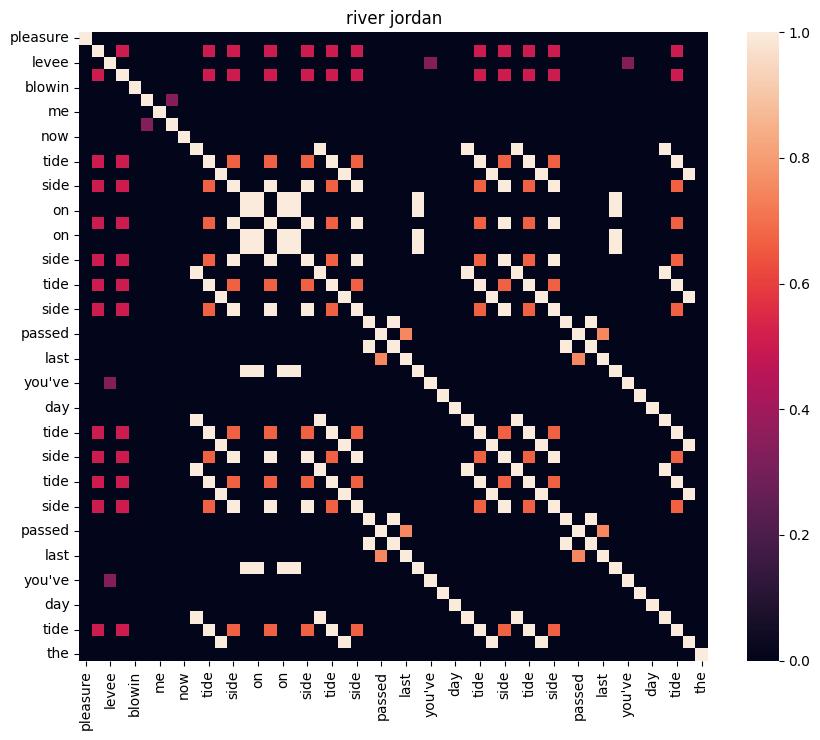 river jordan
pleasure
levee
blowin
me
now
tide
side
on
on
side
tide
side
passed
last
you've
day
tide
side
tide
side
passed
last
you've
day
tide
the
1.0
0.8
0.6
0.4
0.2
0.0
pleasure
levee
blowin
me
now
tide
side
on
on
side
tide
side
passed
last
you've
day
tide
side
tide
side
passed
last
you've
day
tide
the